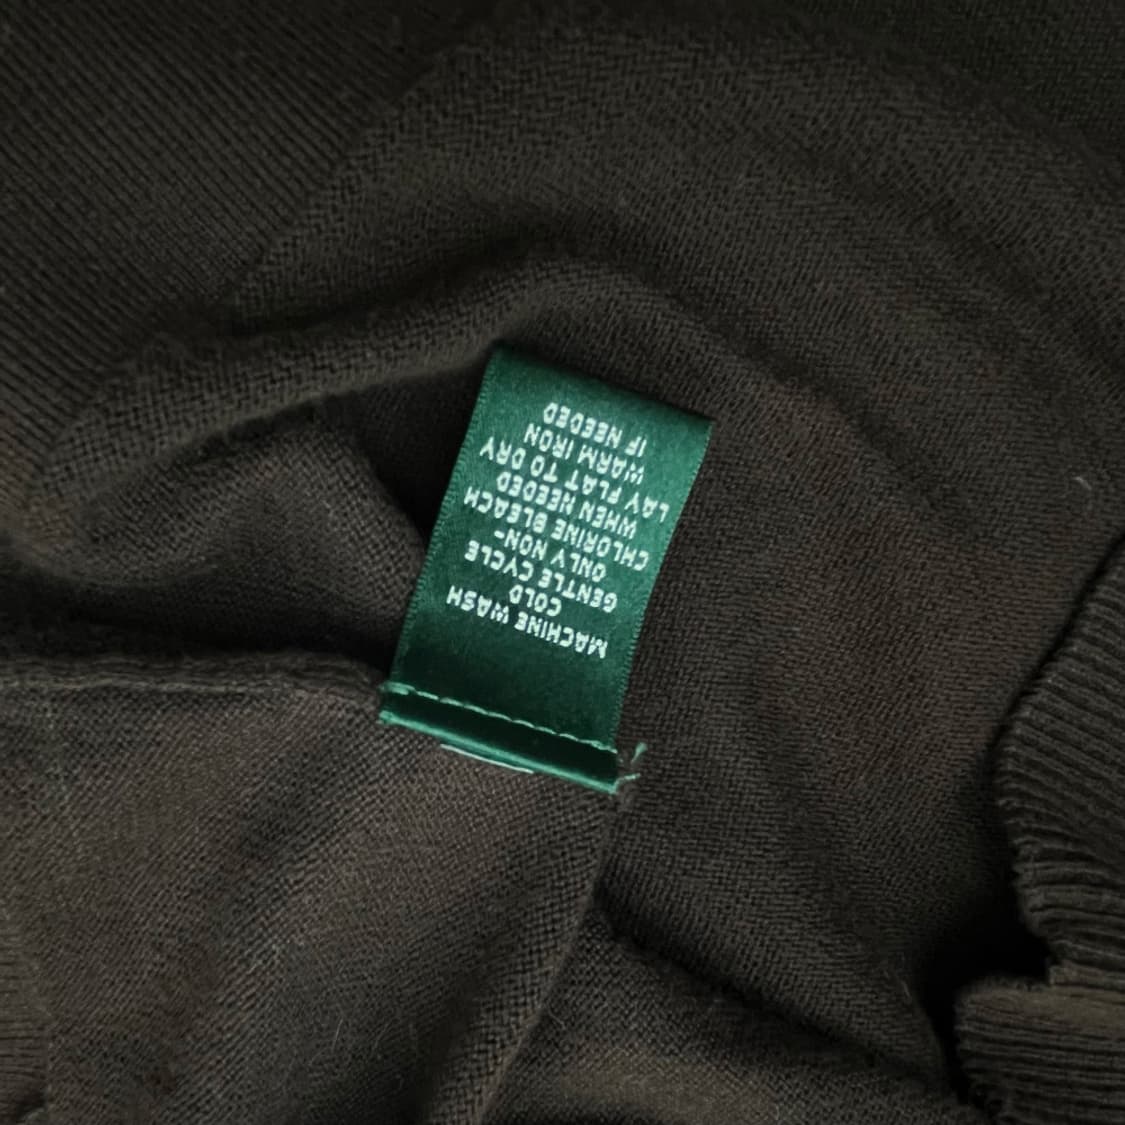 MACHINE WASH
COLD
GENTLE CYCLE
ONLY NON-
CHLORINE BLEACH
WHEN NEEDED
LAY FLAT TO DRY
WARM IRON
IF NEEDED